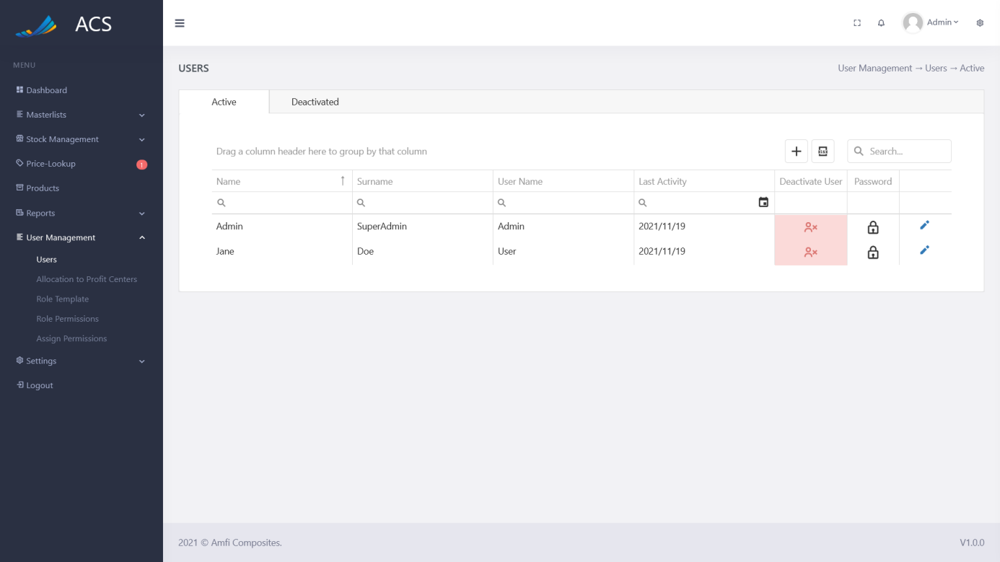 ACS
Admin
MENU
Dashboard
Masterlists
Stock Management
Price-Lookup 1
Products
Reports
User Management
Users
Allocation to Profit Centers
Role Template
Role Permissions
Assign Permissions
Settings
Logout
USERS
User Management → Users → Active
Active Deactivated
Drag a column header here to group by that column
XLSX
Search...
Name Surname User Name Last Activity Deactivate User Password
Admin SuperAdmin Admin 2021/11/19
Jane Doe User 2021/11/19
2021 © Amfi Composites.
V1.0.0